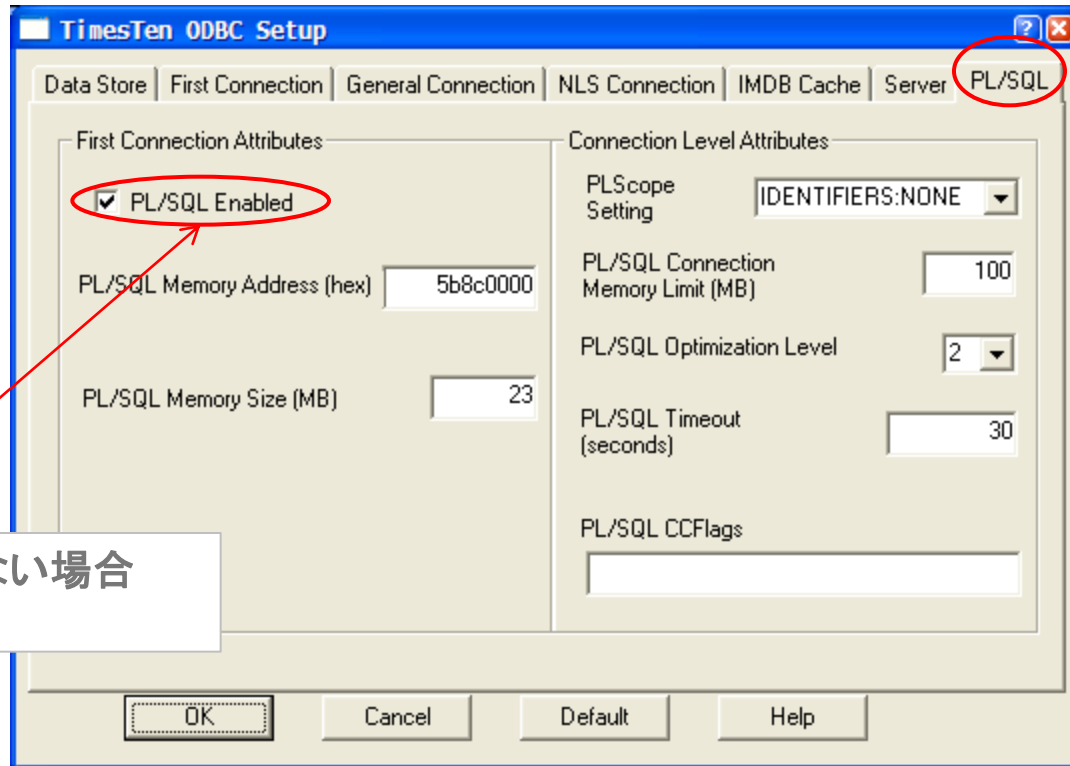 TimesTen ODBC Setup
Data Store First Connection General Connection NLS Connection IMDB Cache Server PL/SQL
First Connection Attributes
PL/SQL Enabled
PL/SQL Memory Address (hex) 5b8c0000
PL/SQL Memory Size (MB) 23
Connection Level Attributes
PLScope
Setting
IDENTIFIERS:NONE
PL/SQL Connection
Memory Limit (MB)
100
PL/SQL Optimization Level 2
PL/SQL Timeout
(seconds)
30
PL/SQL CCFlags
ない場合
OK Cancel Default Help